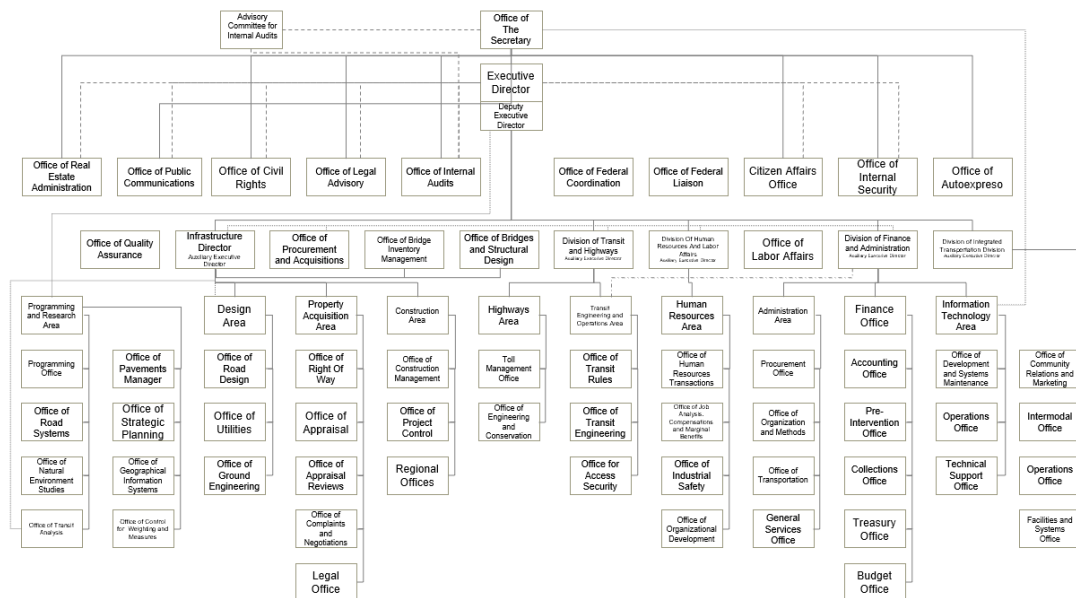 Advisory
Committee for
Internal Audits
Office of
The
Secretary
Executive
Director
Deputy
Executive
Director
Office of Real
Estate
Administration
Office of Public
Communications
Office of Civil
Rights
Office of Legal
Advisory
Office of Internal
Audits
Office of Federal
Coordination
Office of Federal
Liaison
Citizen Affairs
Office
Office of
Internal
Security
Office of
Autoexpreso
Office of Quality
Assurance
Infrastructure
Director
Auxiliary Executive
Director
Office of
Procurement
and Acquisitions
Office of Bridge
Inventory
Management
Office of Bridges
and Structural
Design
Division of Transit
and Highways
Auxiliary Executive Director
Division Of Human
Resources And Labor
Affairs
Auxiliary Executive Director
Office of
Labor Affairs
Division of Finance
and Administration
Auxiliary Executive Director
Division of Integrated
Transportation Division
Auxiliary Executive Director
Programming
and Research
Area
Design
Area
Property
Acquisition
Area
Construction
Area
Highways
Area
Transit
Engineering and
Operations Area
Human
Resources
Area
Administration
Area
Finance
Office
Information
Technology
Area
Programming
Office
Office of
Pavements
Manager
Office of
Road
Design
Office of
Right Of
Way
Office of
Construction
Management
Toll
Management
Office
Office of
Transit
Rules
Office of
Human
Resources
Transactions
Procurement
Office
Accounting
Office
Office of
Development
and Systems
Maintenance
Office of
Community
Relations and
Marketing
Office of
Road
Systems
Office of
Strategic
Planning
Office of
Utilities
Office of
Appraisal
Office of
Project
Control
Office of
Engineering
and
Conservation
Office of
Transit
Engineering
Office of Job
Analysis,
Compensations
and Marginal
Benefits
Office of
Organization
and Methods
Pre-
Intervention
Office
Operations
Office
Intermodal
Office
Office of
Natural
Environment
Studies
Office of
Geographical
Information
Systems
Office of
Ground
Engineering
Office of
Appraisal
Reviews
Regional
Offices
Office for
Access
Security
Office of
Industrial
Safety
Office of
Transportation
Collections
Office
Technical
Support
Office
Operations
Office
Office of Transit
Analysis
Office of Control
for Weighting and
Measures
Office of
Complaints
and
Negotiations
Office of
Organizational
Development
General
Services
Office
Treasury
Office
Facilities and
Systems
Office
Legal
Office
Budget
Office